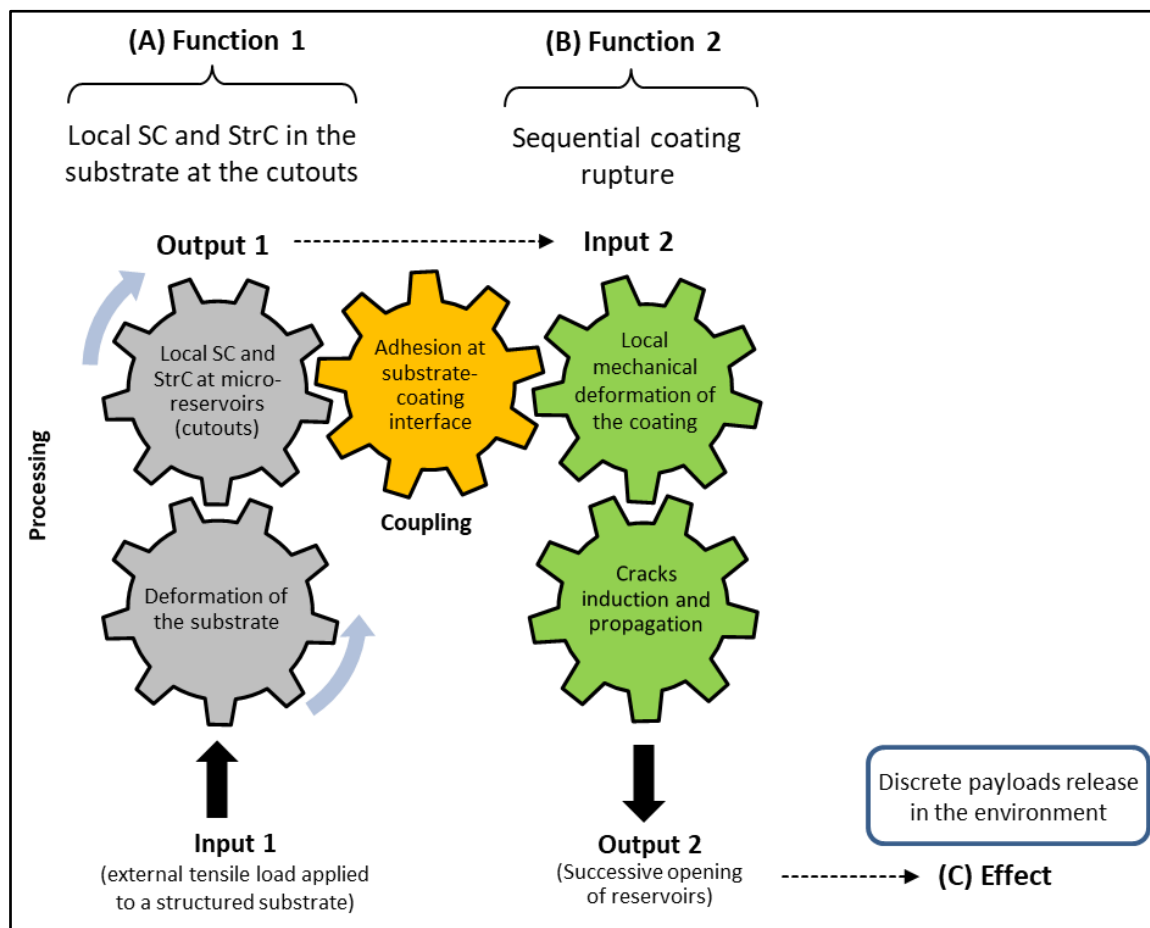 (A) Function 1
Local SC and StrC in the
substrate at the cutouts
(B) Function 2
Sequential coating
rupture
Output 1
Input 2
Local SC and
StrC at micro-
reservoirs
(cutouts)
Adhesion at
substrate-
coating
interface
Local
mechanical
deformation of
the coating
Processing
Coupling
Deformation of
the substrate
Cracks
induction and
propagation
Input 1
(external tensile load applied
to a structured substrate)
Output 2
(Successive opening
of reservoirs)
Discrete payloads release
in the environment
(C) Effect